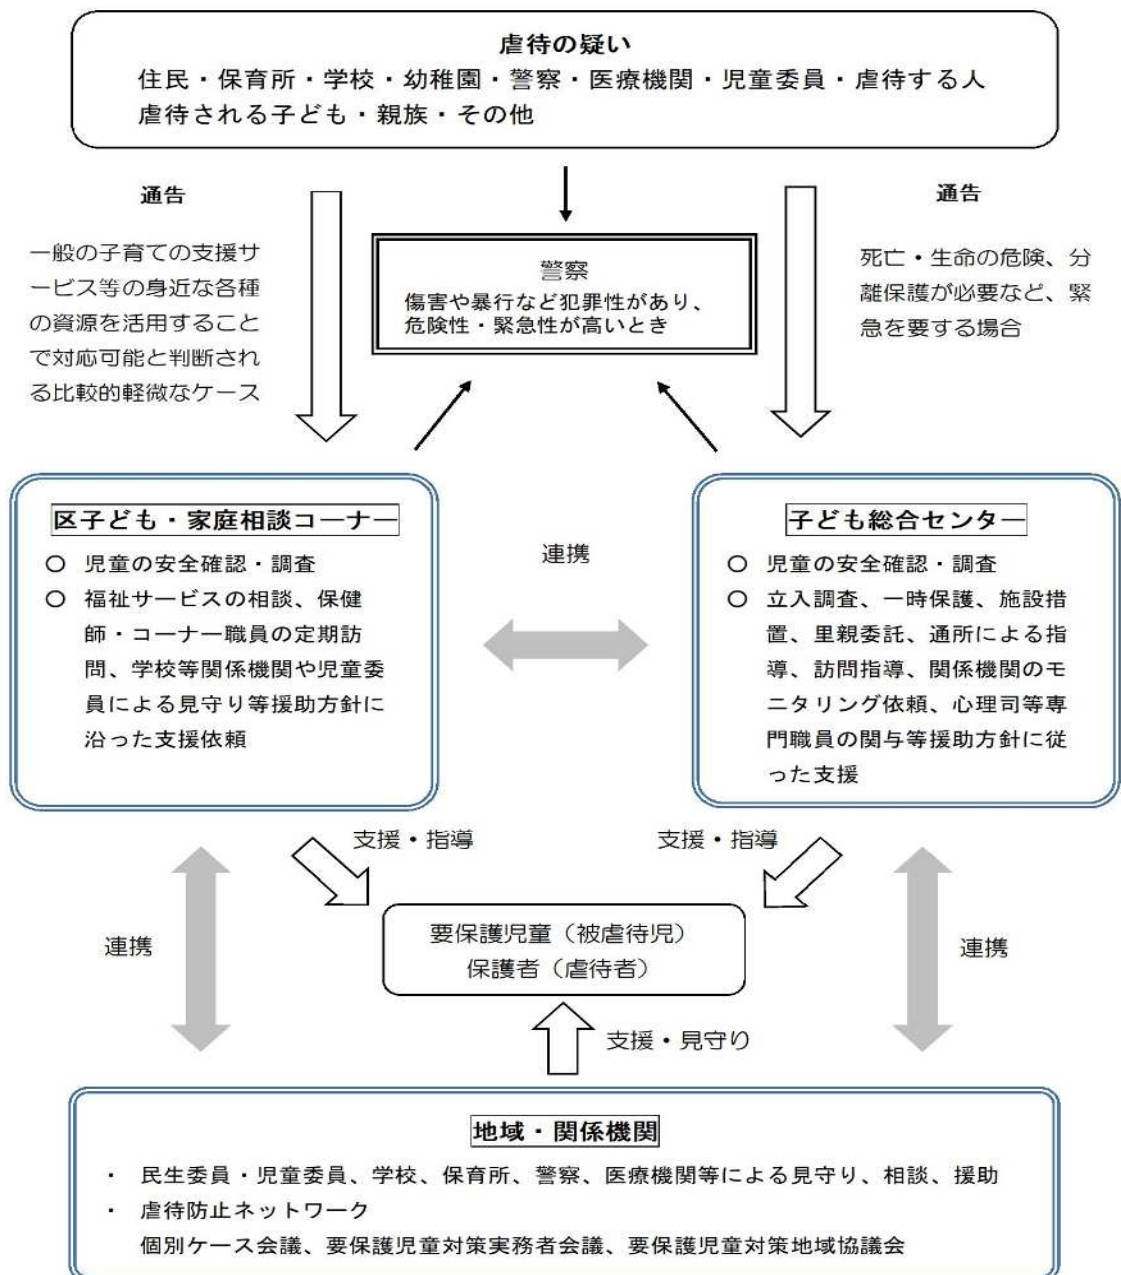 虐待の疑い
住民・保育所・学校・幼稚園・警察・医療機関・児童委員・虐待する人
虐待される子ども・親族・その他
通告
一般の子育ての支援サ
ービス等の身近な各種
の資源を活用すること
で対応可能と判断され
る比較的軽微なケース
警察
傷害や暴行など犯罪性があり、
危険性・緊急性が高いとき
通告
死亡・生命の危険、分
離保護が必要など、緊
急を要する場合
区子ども・家庭相談コーナー
○ 児童の安全確認・調査
○ 福祉サービスの相談、保健
師・コーナー職員の定期訪
問、学校等関係機関や児童委
員による見守り等援助方針に
沿った支援依頼
連携
子ども総合センター
○ 児童の安全確認・調査
○ 立入調査、一時保護、施設措
置、里親委託、通所による指
導、訪問指導、関係機関のモ
ニタリング依頼、心理司等専
門職員の関与等援助方針に従
った支援
支援・指導
支援・指導
連携
要保護児童（被虐待児）
保護者（虐待者）
連携
支援・見守り
地域・関係機関
・ 民生委員・児童委員、学校、保育所、警察、医療機関等による見守り、相談、援助
・ 虐待防止ネットワーク
個別ケース会議、要保護児童対策実務者会議、要保護児童対策地域協議会